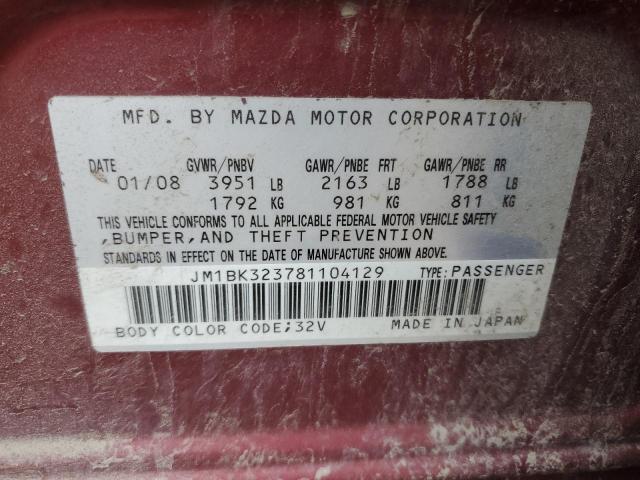 MFD. BY MAZDA MOTOR CORPORATION
DATE GVWR/PNBV GAWR/PNBE FRT GAWR/PNBE RR
01/08 3951 LB 2163 LB 1788 LB
1792 KG 981 KG 811 KG
THIS VEHICLE CONFORMS TO ALL APPLICABLE FEDERAL MOTOR VEHICLE SAFETY
,BUMPER,AND THEFT PREVENTION
STANDARDS IN EFFECT ON THE DATE OF MANUFACTURE SHOWN ABOVE.
JM1BK323781104129 TYPE:PASSENGER
BODY COLOR CODE:32V MADE IN JAPAN